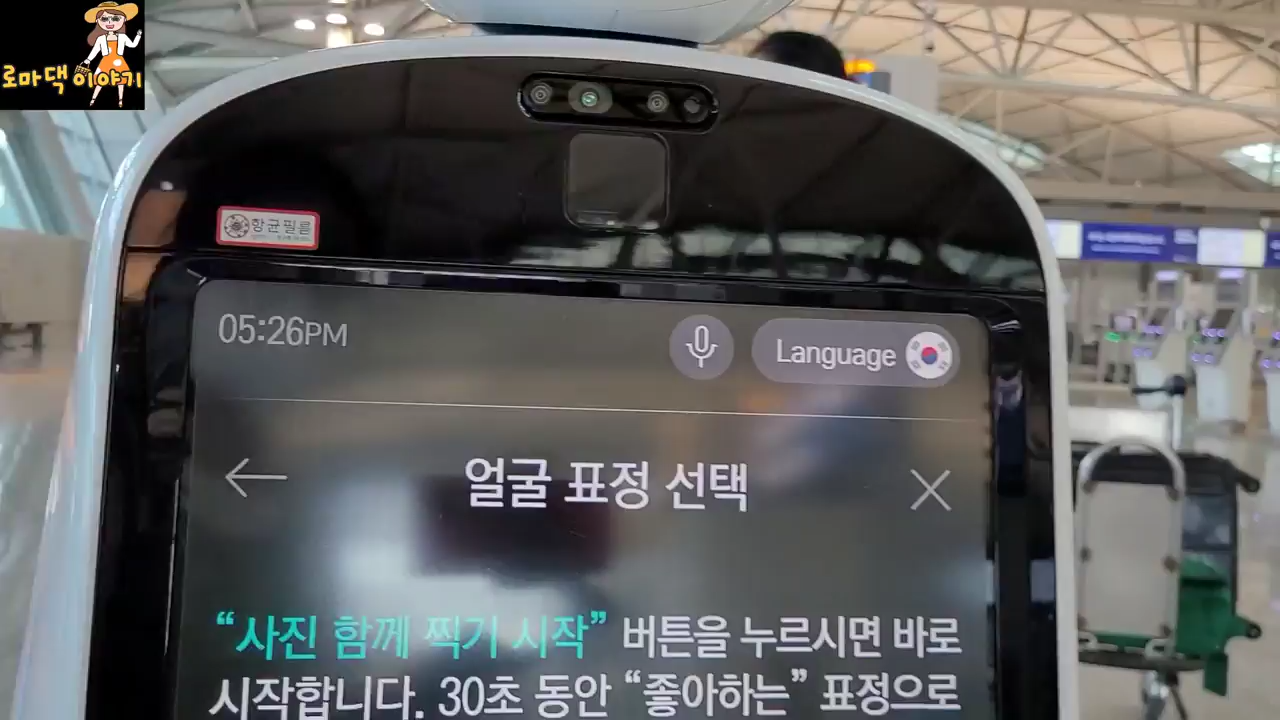 로마댁 이야기
항균필름
05:26PM
Language
얼굴 표정 선택
“사진 함께 찍기 시작” 버튼을 누르시면 바로
시작합니다. 30초 동안 “좋아하는” 표정으로